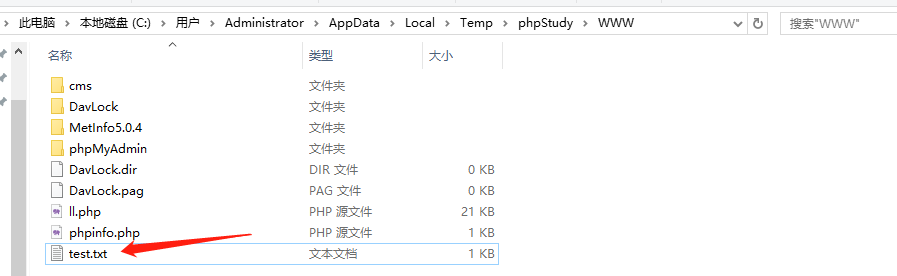 此电脑 > 本地磁盘 (C:) > 用户 > Administrator > AppData > Local > Temp > phpStudy > WWW 搜索"WWW"
名称 类型 大小
cms 文件夹
DavLock 文件夹
MetInfo5.0.4 文件夹
phpMyAdmin 文件夹
DavLock.dir DIR 文件 0 KB
DavLock.pag PAG 文件 0 KB
ll.php PHP 源文件 21 KB
phpinfo.php PHP 源文件 1 KB
test.txt 文本文档 1 KB